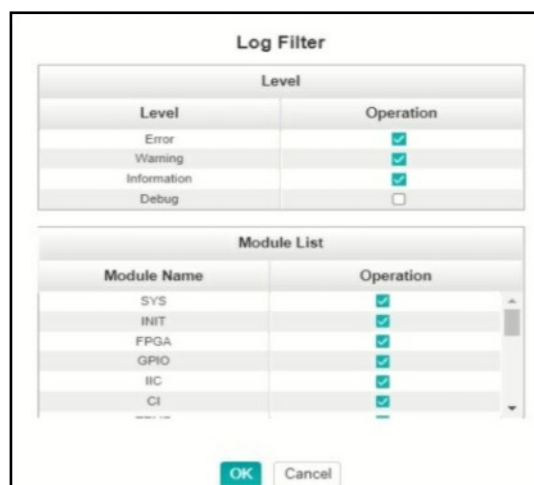 Log Filter
Level
Level Operation
Error
Warning
Information
Debug
Module List
Module Name Operation
SYS
INIT
FPGA
GPIO
IIC
CI
OK Cancel